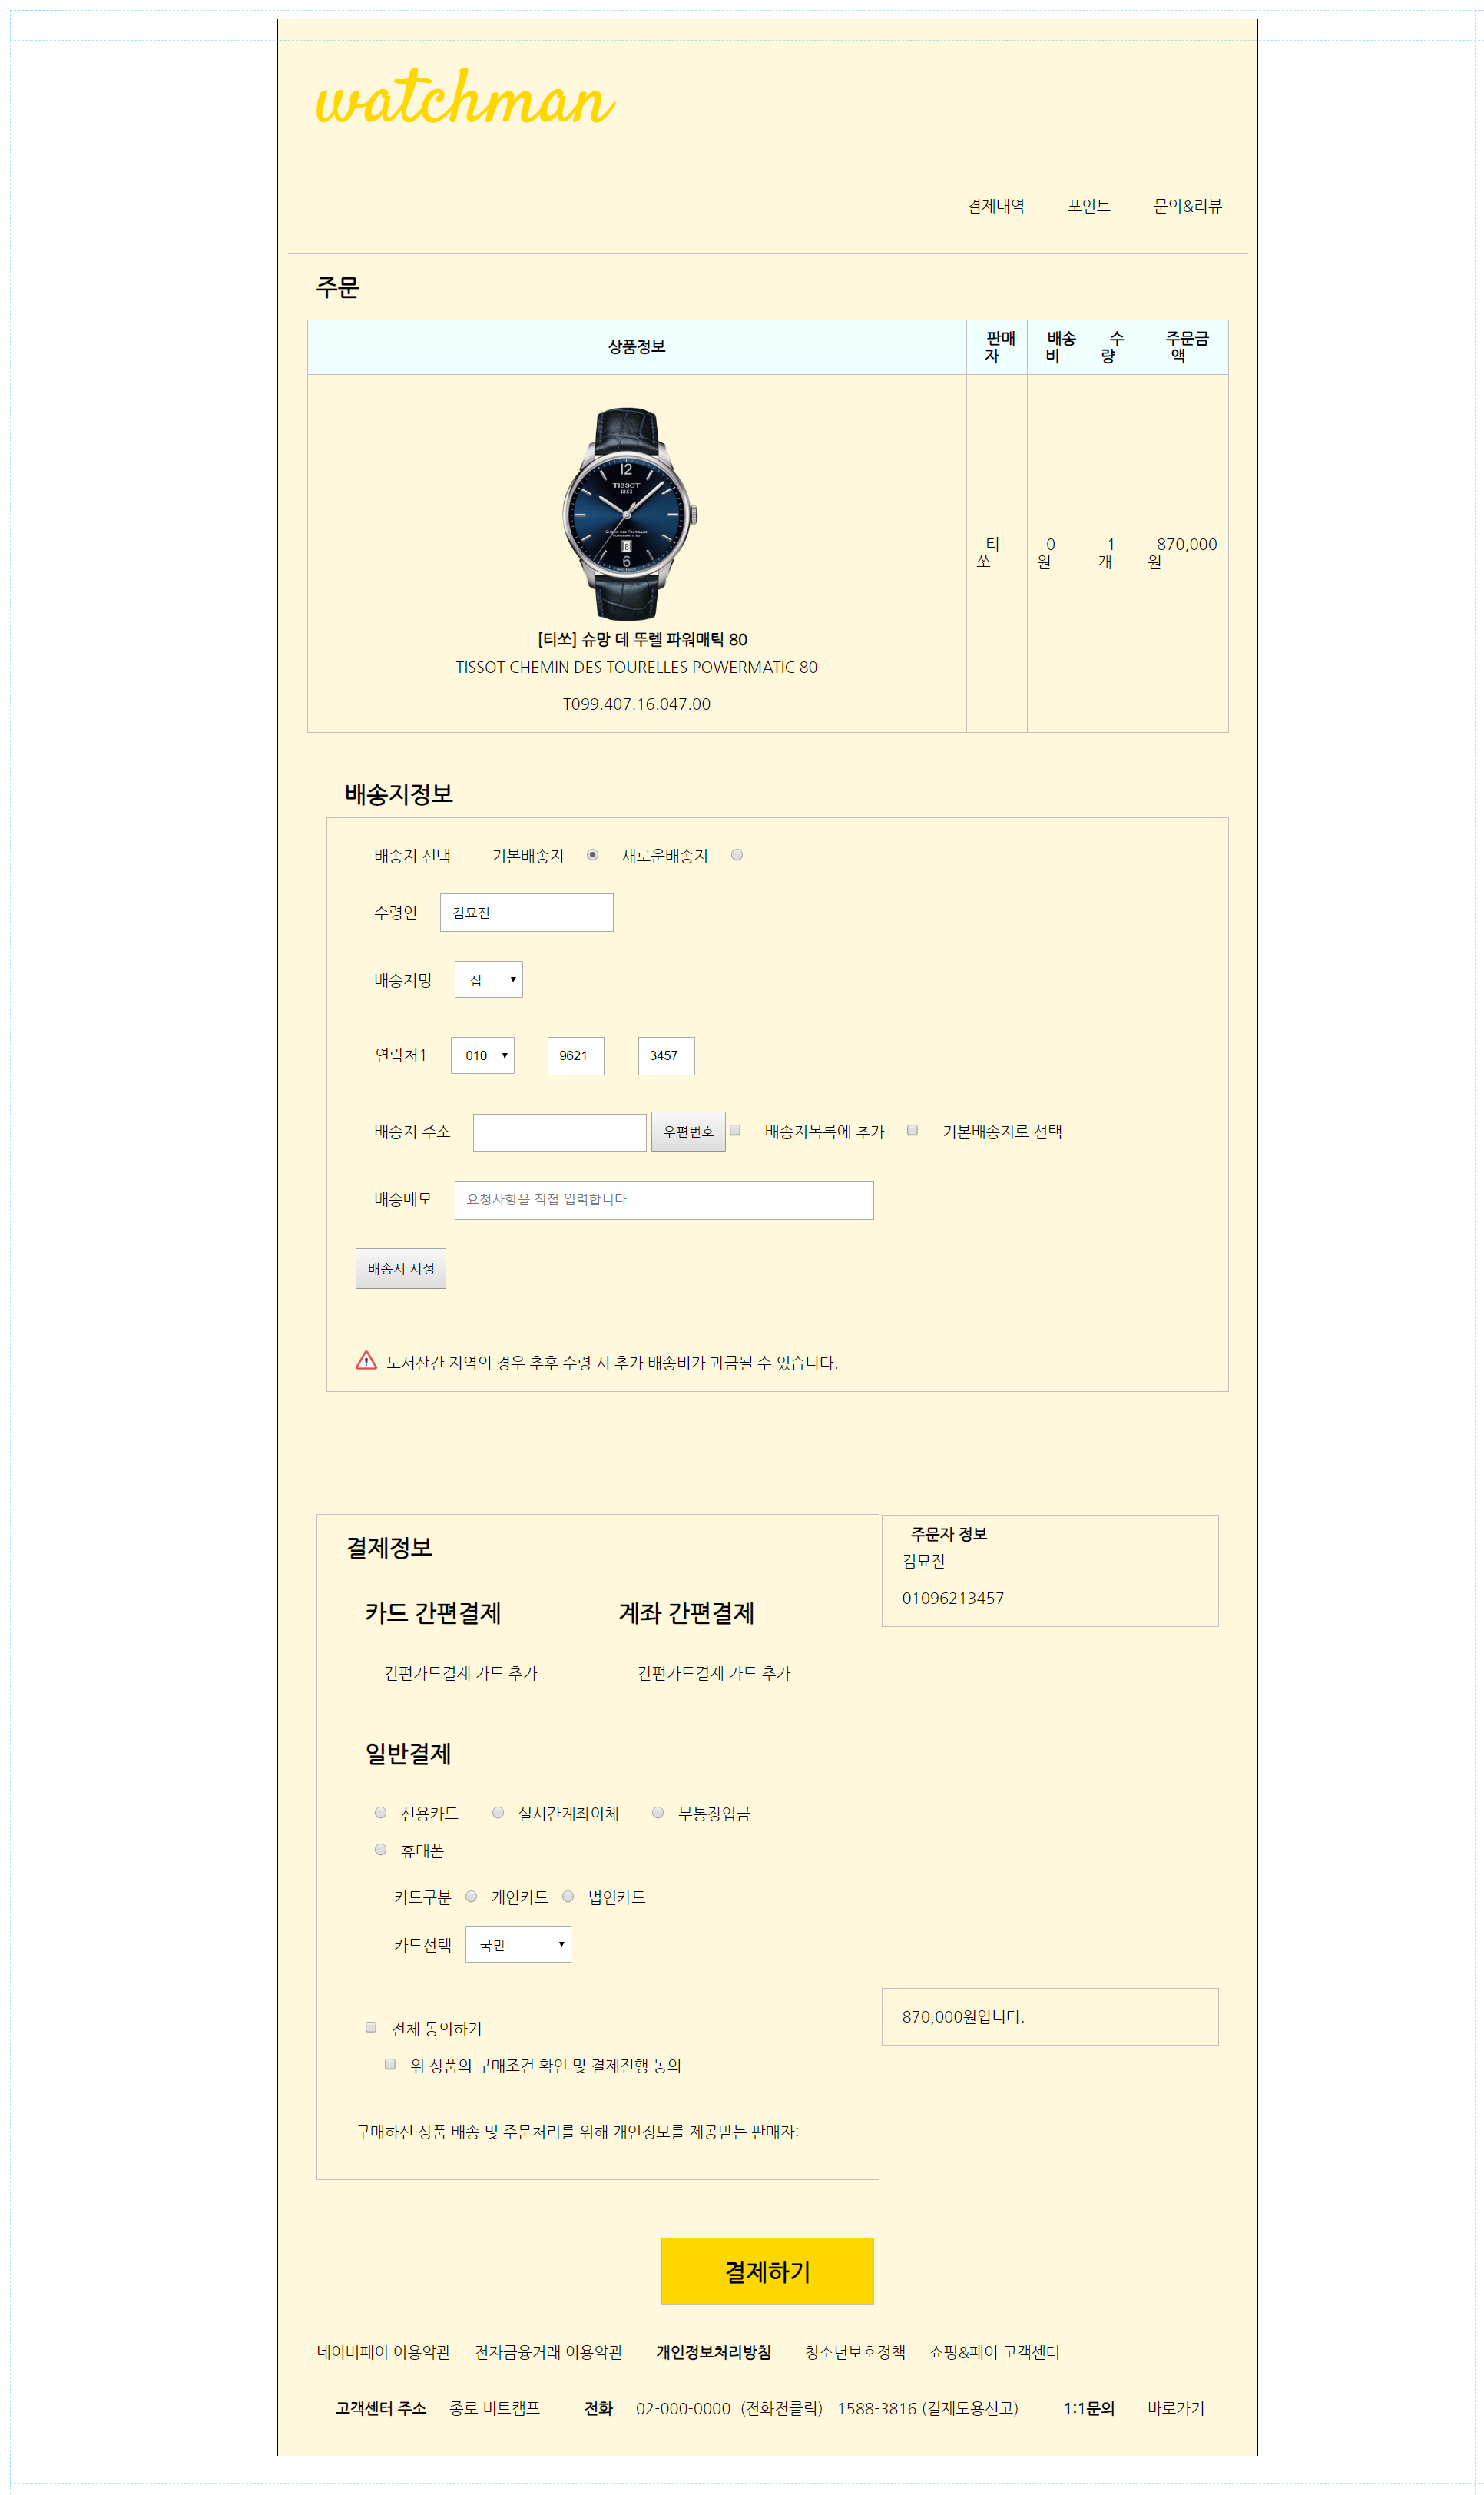 watchman
결제내역 포인트 문의&리뷰
주문
상품정보 판매자 배송비 수량 주문금액
12
TISSOT
1853
CHEMIN DES TOURELLES
POWERMATIC 80
8
6
티쏘 0원 1개 870,000원
[티쏘] 슈망 데 뚜렐 파워매틱 80
TISSOT CHEMIN DES TOURELLES POWERMATIC 80
T099.407.16.047.00
배송지정보
배송지 선택 기본배송지 새로운배송지
수령인 김묘진
배송지명 집
연락처1 010 - 9621 - 3457
배송지 주소 우편번호 배송지목록에 추가 기본배송지로 선택
배송메모 요청사항을 직접 입력합니다
배송지 지정
도서산간 지역의 경우 추후 수령 시 추가 배송비가 과금될 수 있습니다.
결제정보
카드 간편결제 계좌 간편결제
간편카드결제 카드 추가 간편카드결제 카드 추가
일반결제
신용카드 실시간계좌이체 무통장입금
휴대폰
카드구분 개인카드 법인카드
카드선택 국민
전체 동의하기
위 상품의 구매조건 확인 및 결제진행 동의
구매하신 상품 배송 및 주문처리를 위해 개인정보를 제공받는 판매자:
주문자 정보
김묘진
01096213457
870,000원입니다.
결제하기
네이버페이 이용약관 전자금융거래 이용약관 개인정보처리방침 청소년보호정책 쇼핑&페이 고객센터
고객센터 주소 종로 비트캠프 전화 02-000-0000 (전화전클릭) 1588-3816 (결제도용신고) 1:1문의 바로가기